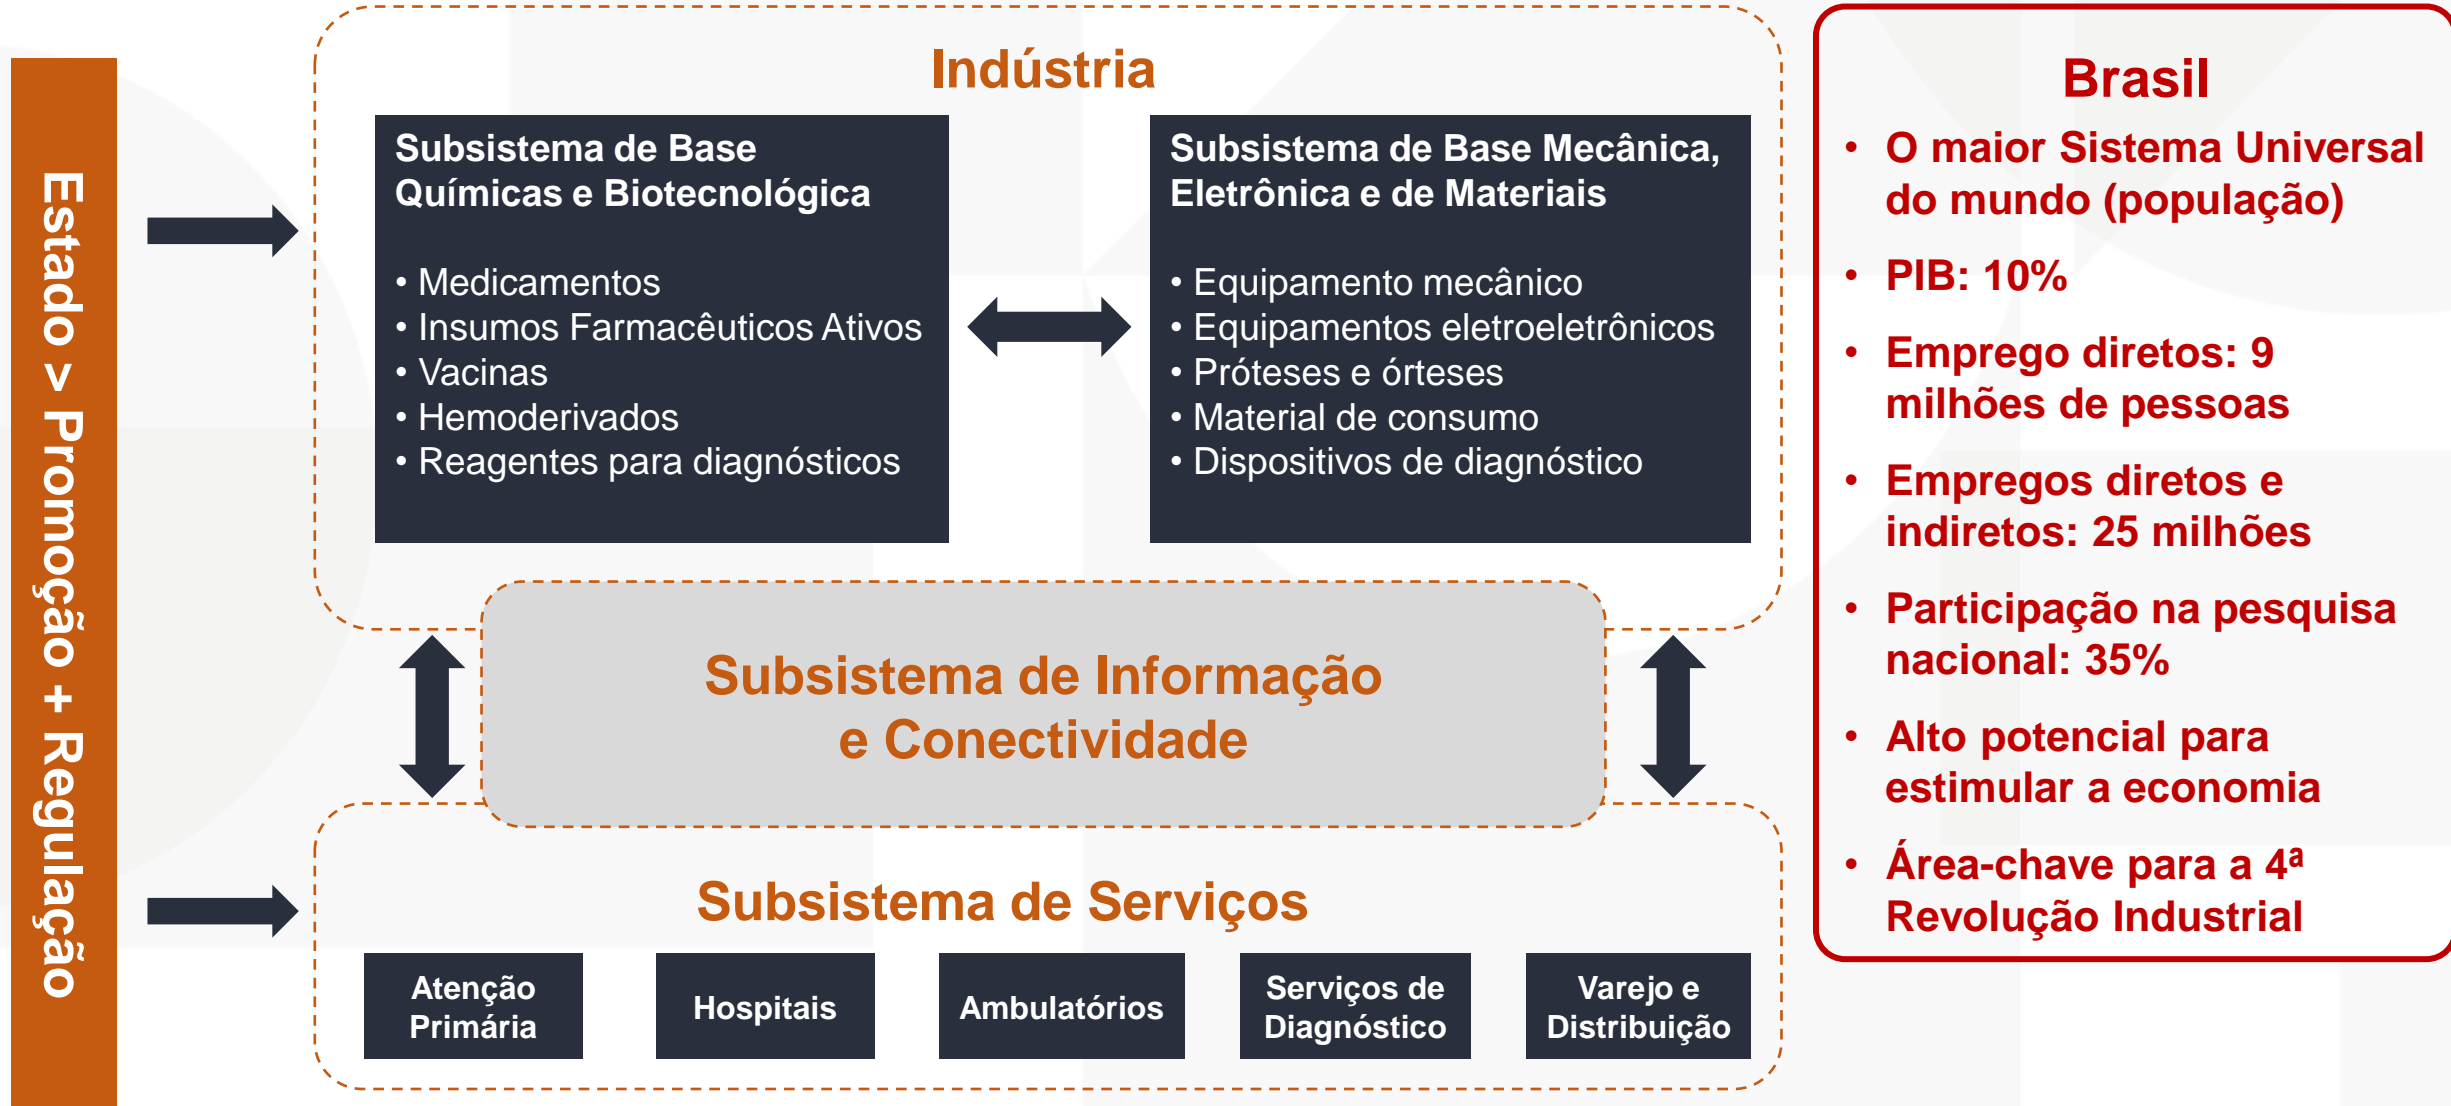 Estado > Promoção + Regulação
Indústria
Subsistema de Base
Químicas e Biotecnológica
• Medicamentos
• Insumos Farmacêuticos Ativos
• Vacinas
• Hemoderivados
• Reagentes para diagnósticos
Subsistema de Base Mecânica,
Eletrônica e de Materiais
• Equipamento mecânico
• Equipamentos eletroeletrônicos
• Próteses e órteses
• Material de consumo
• Dispositivos de diagnóstico
Subsistema de Informação
e Conectividade
Subsistema de Serviços
Atenção
Primária
Hospitais
Ambulatórios
Serviços de
Diagnóstico
Varejo e
Distribuição
Brasil
• O maior Sistema Universal
do mundo (população)
• PIB: 10%
• Emprego diretos: 9
milhões de pessoas
• Empregos diretos e
indiretos: 25 milhões
• Participação na pesquisa
nacional: 35%
• Alto potencial para
estimular a economia
• Área-chave para a 4ª
Revolução Industrial